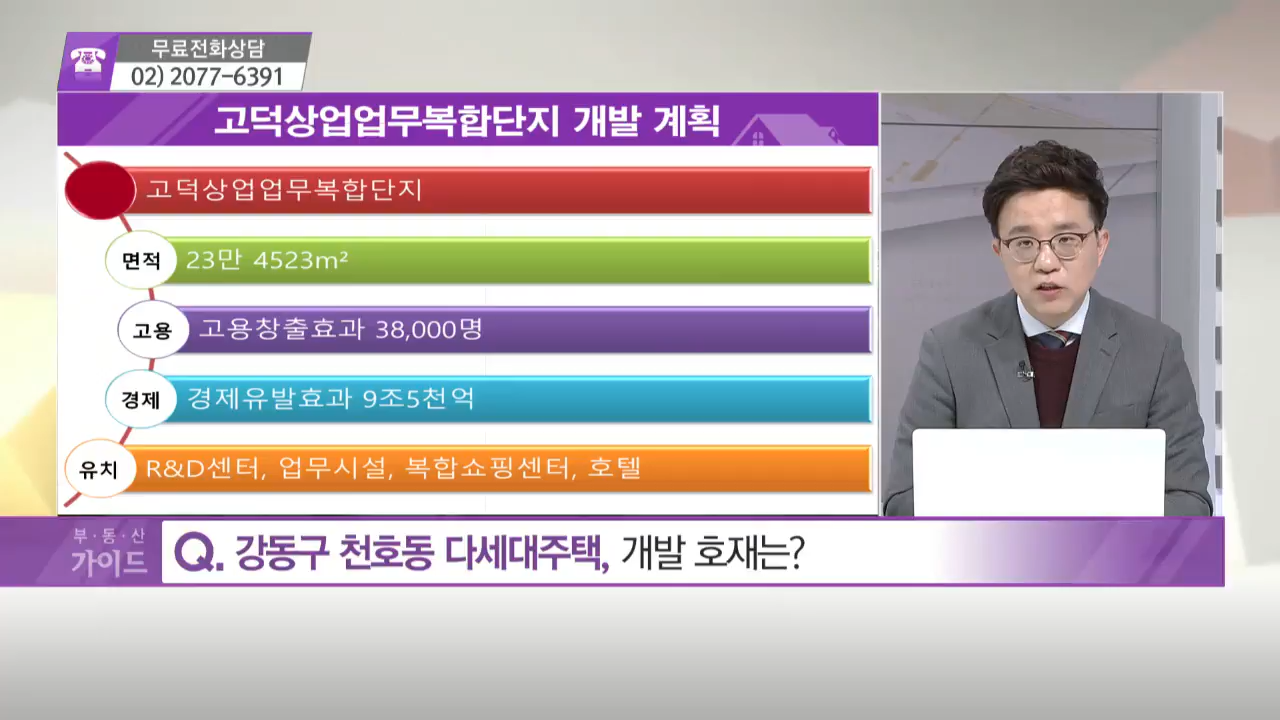 무료전화상담
02) 2077-6391
고덕상업업무복합단지 개발 계획
고덕상업업무복합단지
면적 23만 4523m²
고용 고용창출효과 38,000명
경제 경제유발효과 9조5천억
유치 R&D센터, 업무시설, 복합쇼핑센터, 호텔
부·동·산
가이드
Q. 강동구 천호동 다세대주택, 개발 호재는?